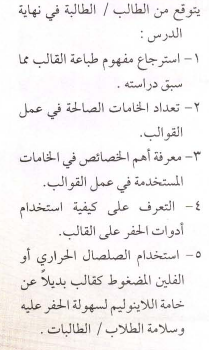 يتوقع من الطالب / الطالبة في نهاية
الدرس :
١- استرجاع مفهوم طباعة القالب مما
سبق دراسته .
٢- تعداد الخامات الصالحة في عمل
القوالب.
٣- معرفة أهم الخصائص في الخامات
المستخدمة في عمل القوالب.
٤- التعرف على كيفية استخدام
أدوات الحفر على القالب.
٥- استخدام الصلصال الحراري أو
الفلين المضغوط كقالب بديلاً عن
خامة اللاينوليم لسهولة الحفر عليه
وسلامة الطلاب / الطالبات .